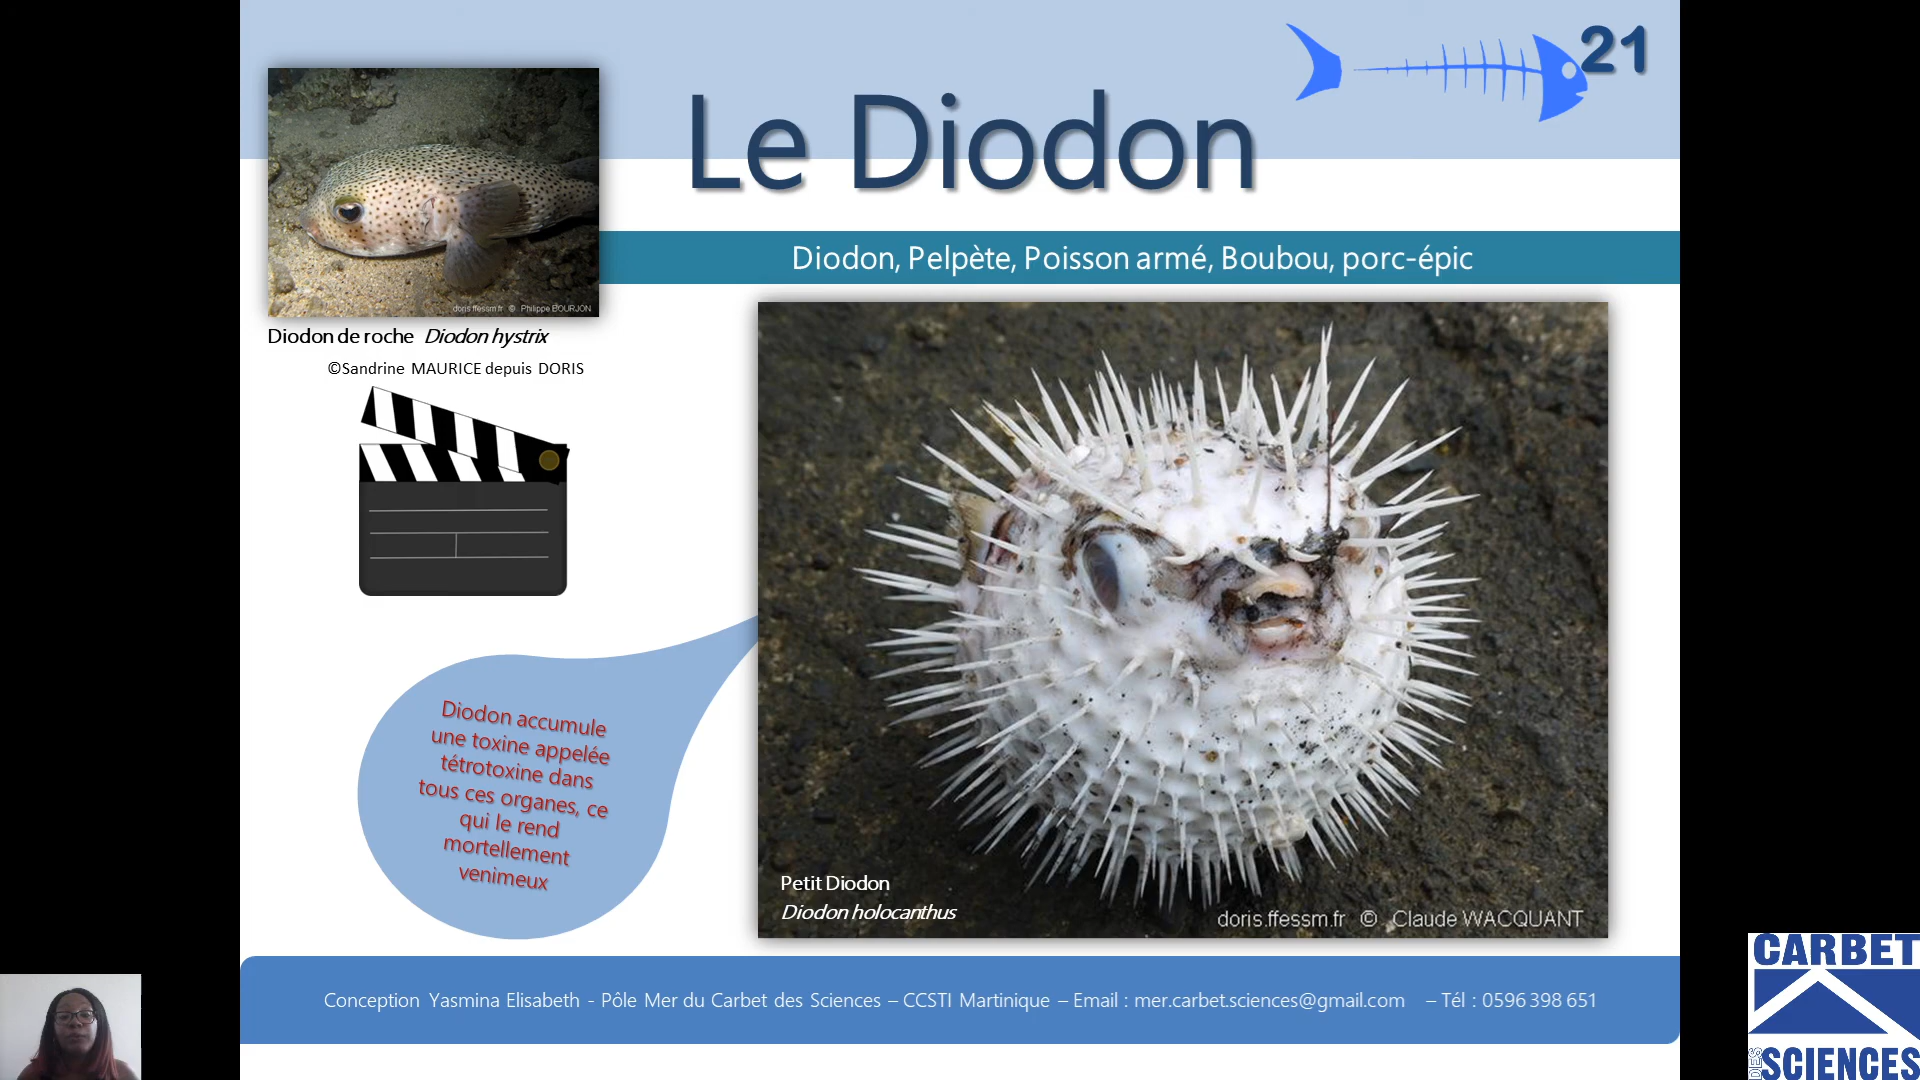 21
Le Diodon
Diodon, Pelpète, Poisson armé, Boubou, porc-épic
doris.ffessm.fr © Philippe BOURJON
Diodon de roche Diodon hystrix
©Sandrine MAURICE depuis DORIS
Diodon accumule
une toxine appelée
tétrotoxine dans
tous ces organes, ce
qui le rend
mortellement
venimeux
Petit Diodon
Diodon holocanthus
doris.ffessm.fr © Claude WACQUANT
Conception Yasmina Elisabeth - Pôle Mer du Carbet des Sciences – CCSTI Martinique – Email : mer.carbet.sciences@gmail.com – Tél : 0596 398 651
CARBET
DES SCIENCES